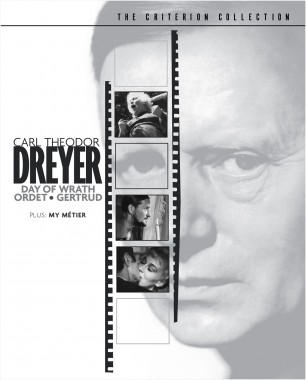 THE CRITERION COLLECTION
CARL THEODOR
DREYER
DAY OF WRATH
ORDET • GERTRUD
PLUS: MY MÉTIER